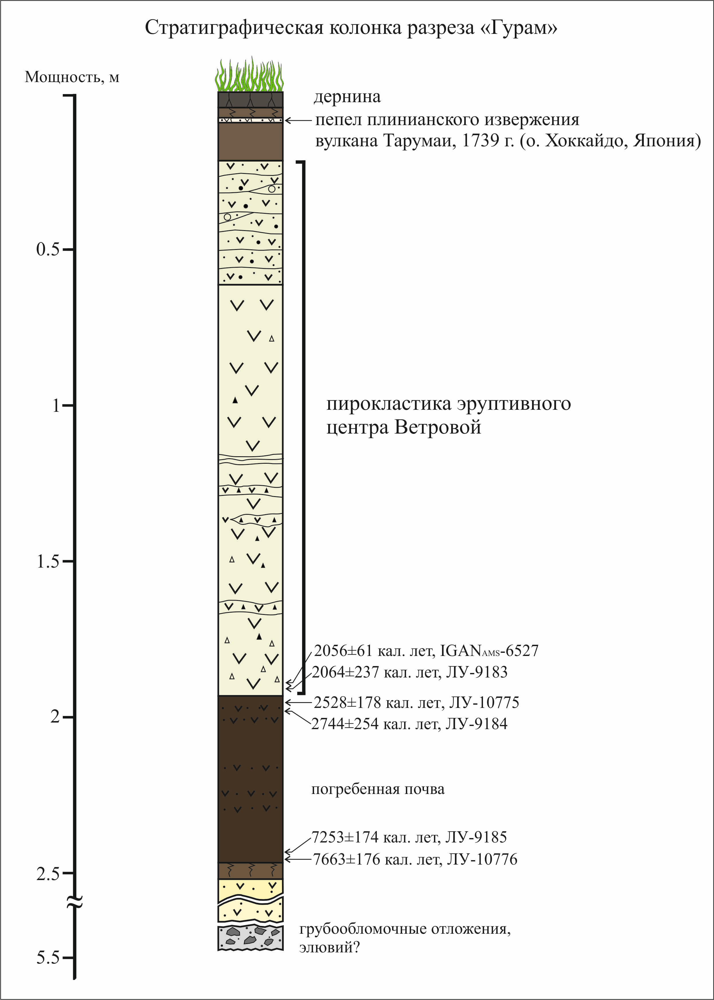 Стратиграфическая колонка разреза «Гурам»
Мощность, м
дернина
пепел плинианского извержения
вулкана Тарумаи, 1739 г. (о. Хоккайдо, Япония)
0.5
1
пирокластика эруптивного
центра Ветровой
1.5
2056±61 кал. лет, IGANAMS-6527
2064±237 кал. лет, ЛУ-9183
2528±178 кал. лет, ЛУ-10775
2
2744±254 кал. лет, ЛУ-9184
погребенная почва
7253±174 кал. лет, ЛУ-9185
7663±176 кал. лет, ЛУ-10776
2.5
грубообломочные отложения,
элювий?
5.5